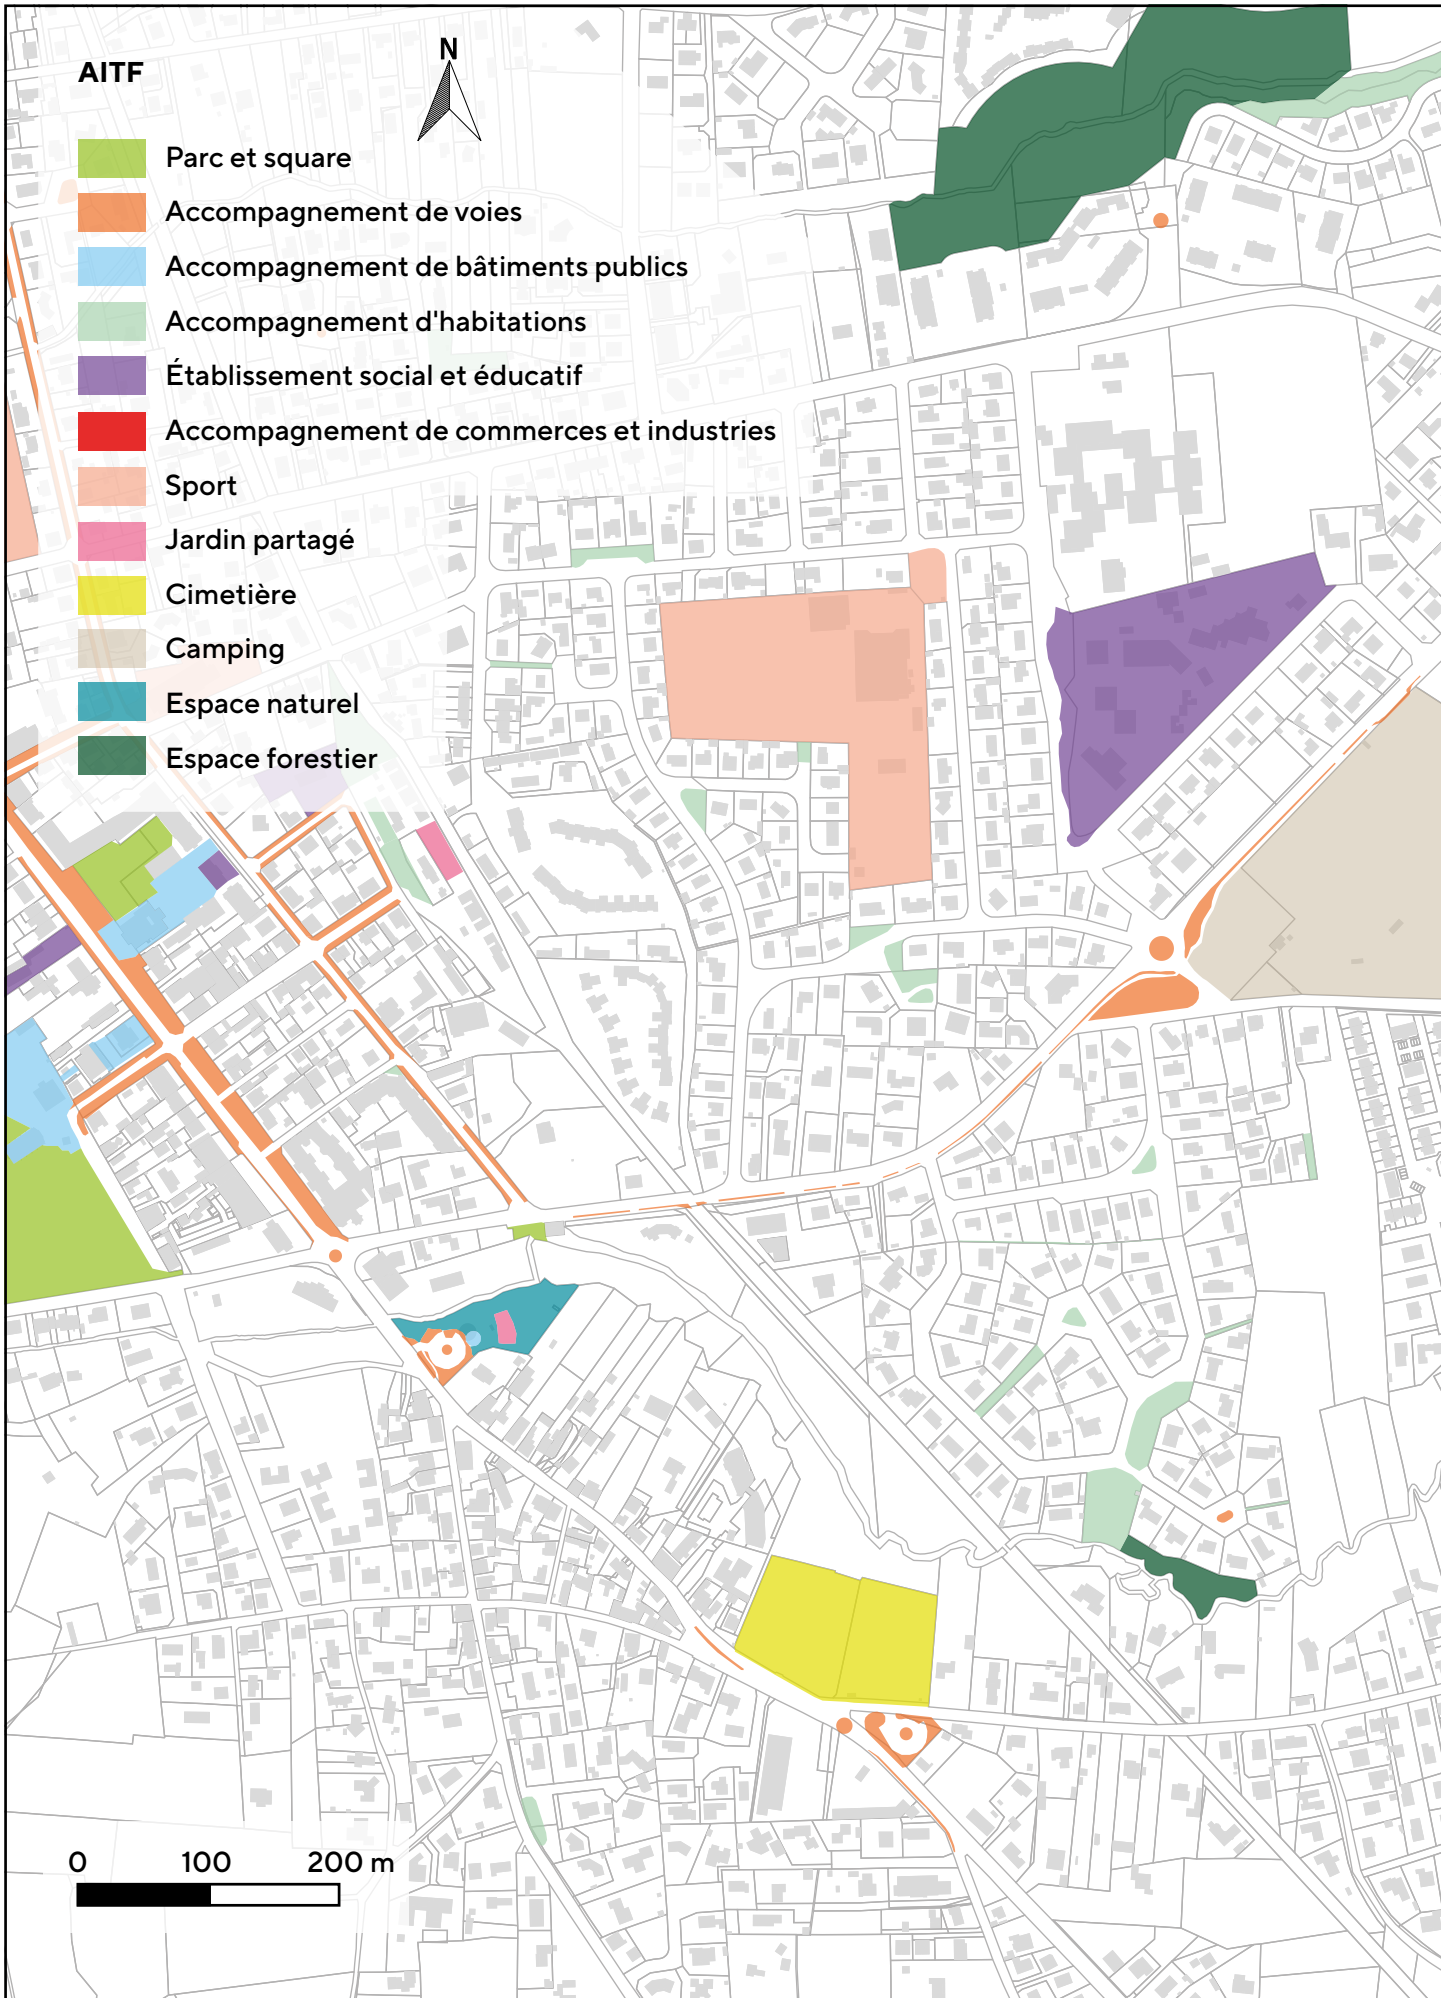 AITF
N
Parc et square
Accompagnement de voies
Accompagnement de bâtiments publics
Accompagnement d'habitations
Établissement social et éducatif
Accompagnement de commerces et industries
Sport
Jardin partagé
Cimetière
Camping
Espace naturel
Espace forestier
0 100 200 m